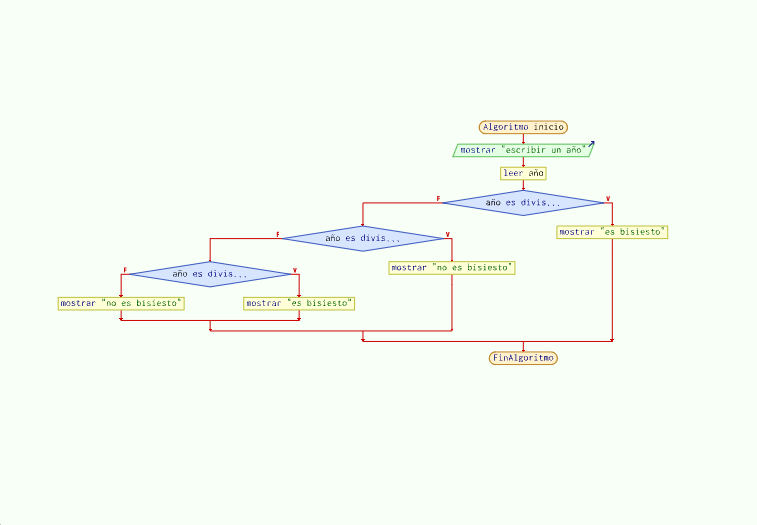 Algoritmo inicio
mostrar "escribir un año"
leer año
F
año es divis...
V
mostrar "es bisiesto"
F
año es divis...
V
mostrar "no es bisiesto"
F
año es divis...
V
mostrar "no es bisiesto"
mostrar "es bisiesto"
FinAlgoritmo